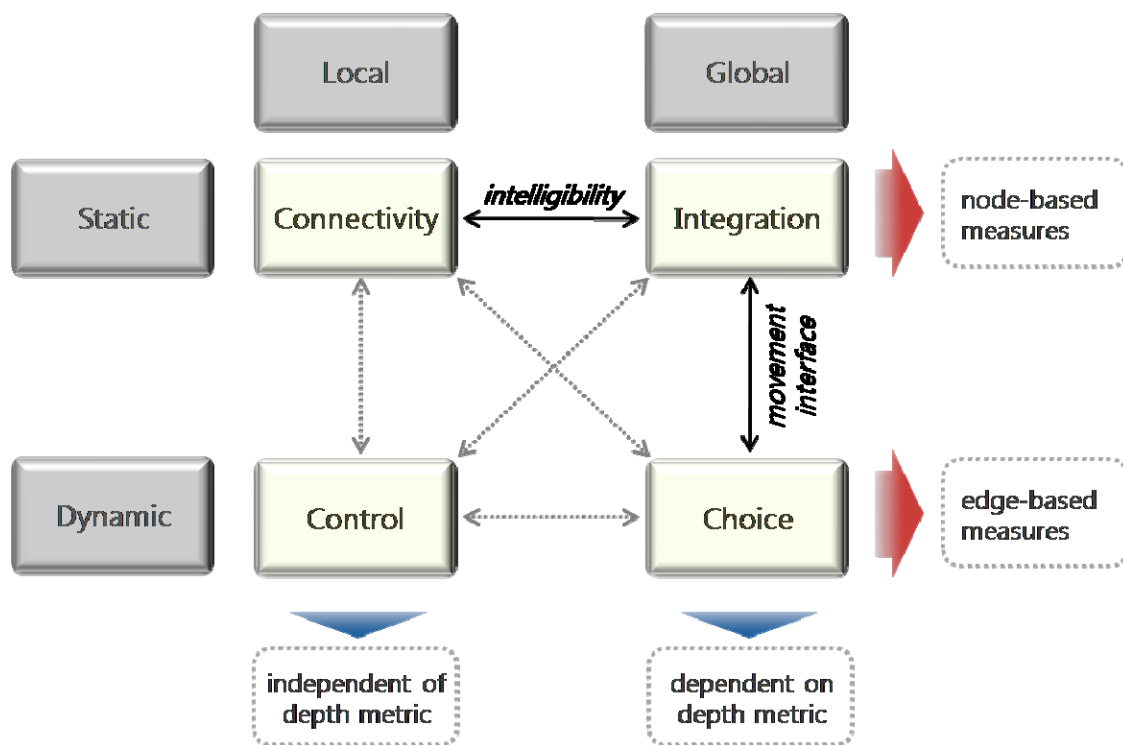 Local
Global
Static
Connectivity
intelligibility
Integration
node-based
measures
movement
interface
Dynamic
Control
Choice
edge-based
measures
independent of
depth metric
dependent on
depth metric